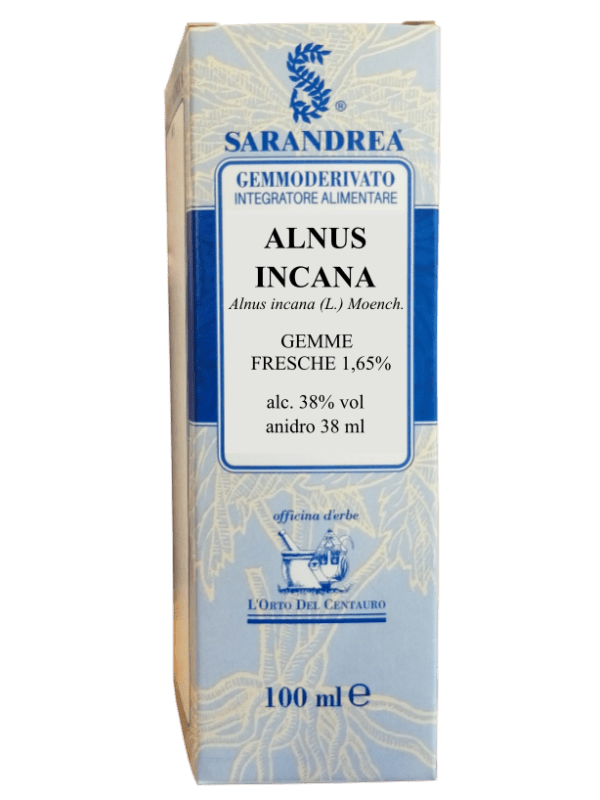 ®
SARANDREA
GEMMODERIVATO
INTEGRATORE ALIMENTARE
ALNUS
INCANA
Alnus incana (L.) Moench.
GEMME
FRESCHE 1,65%
alc. 38% vol
anidro 38 ml
officina d'erbe
L'ORTO DEL CENTAURO
100 ml ℮